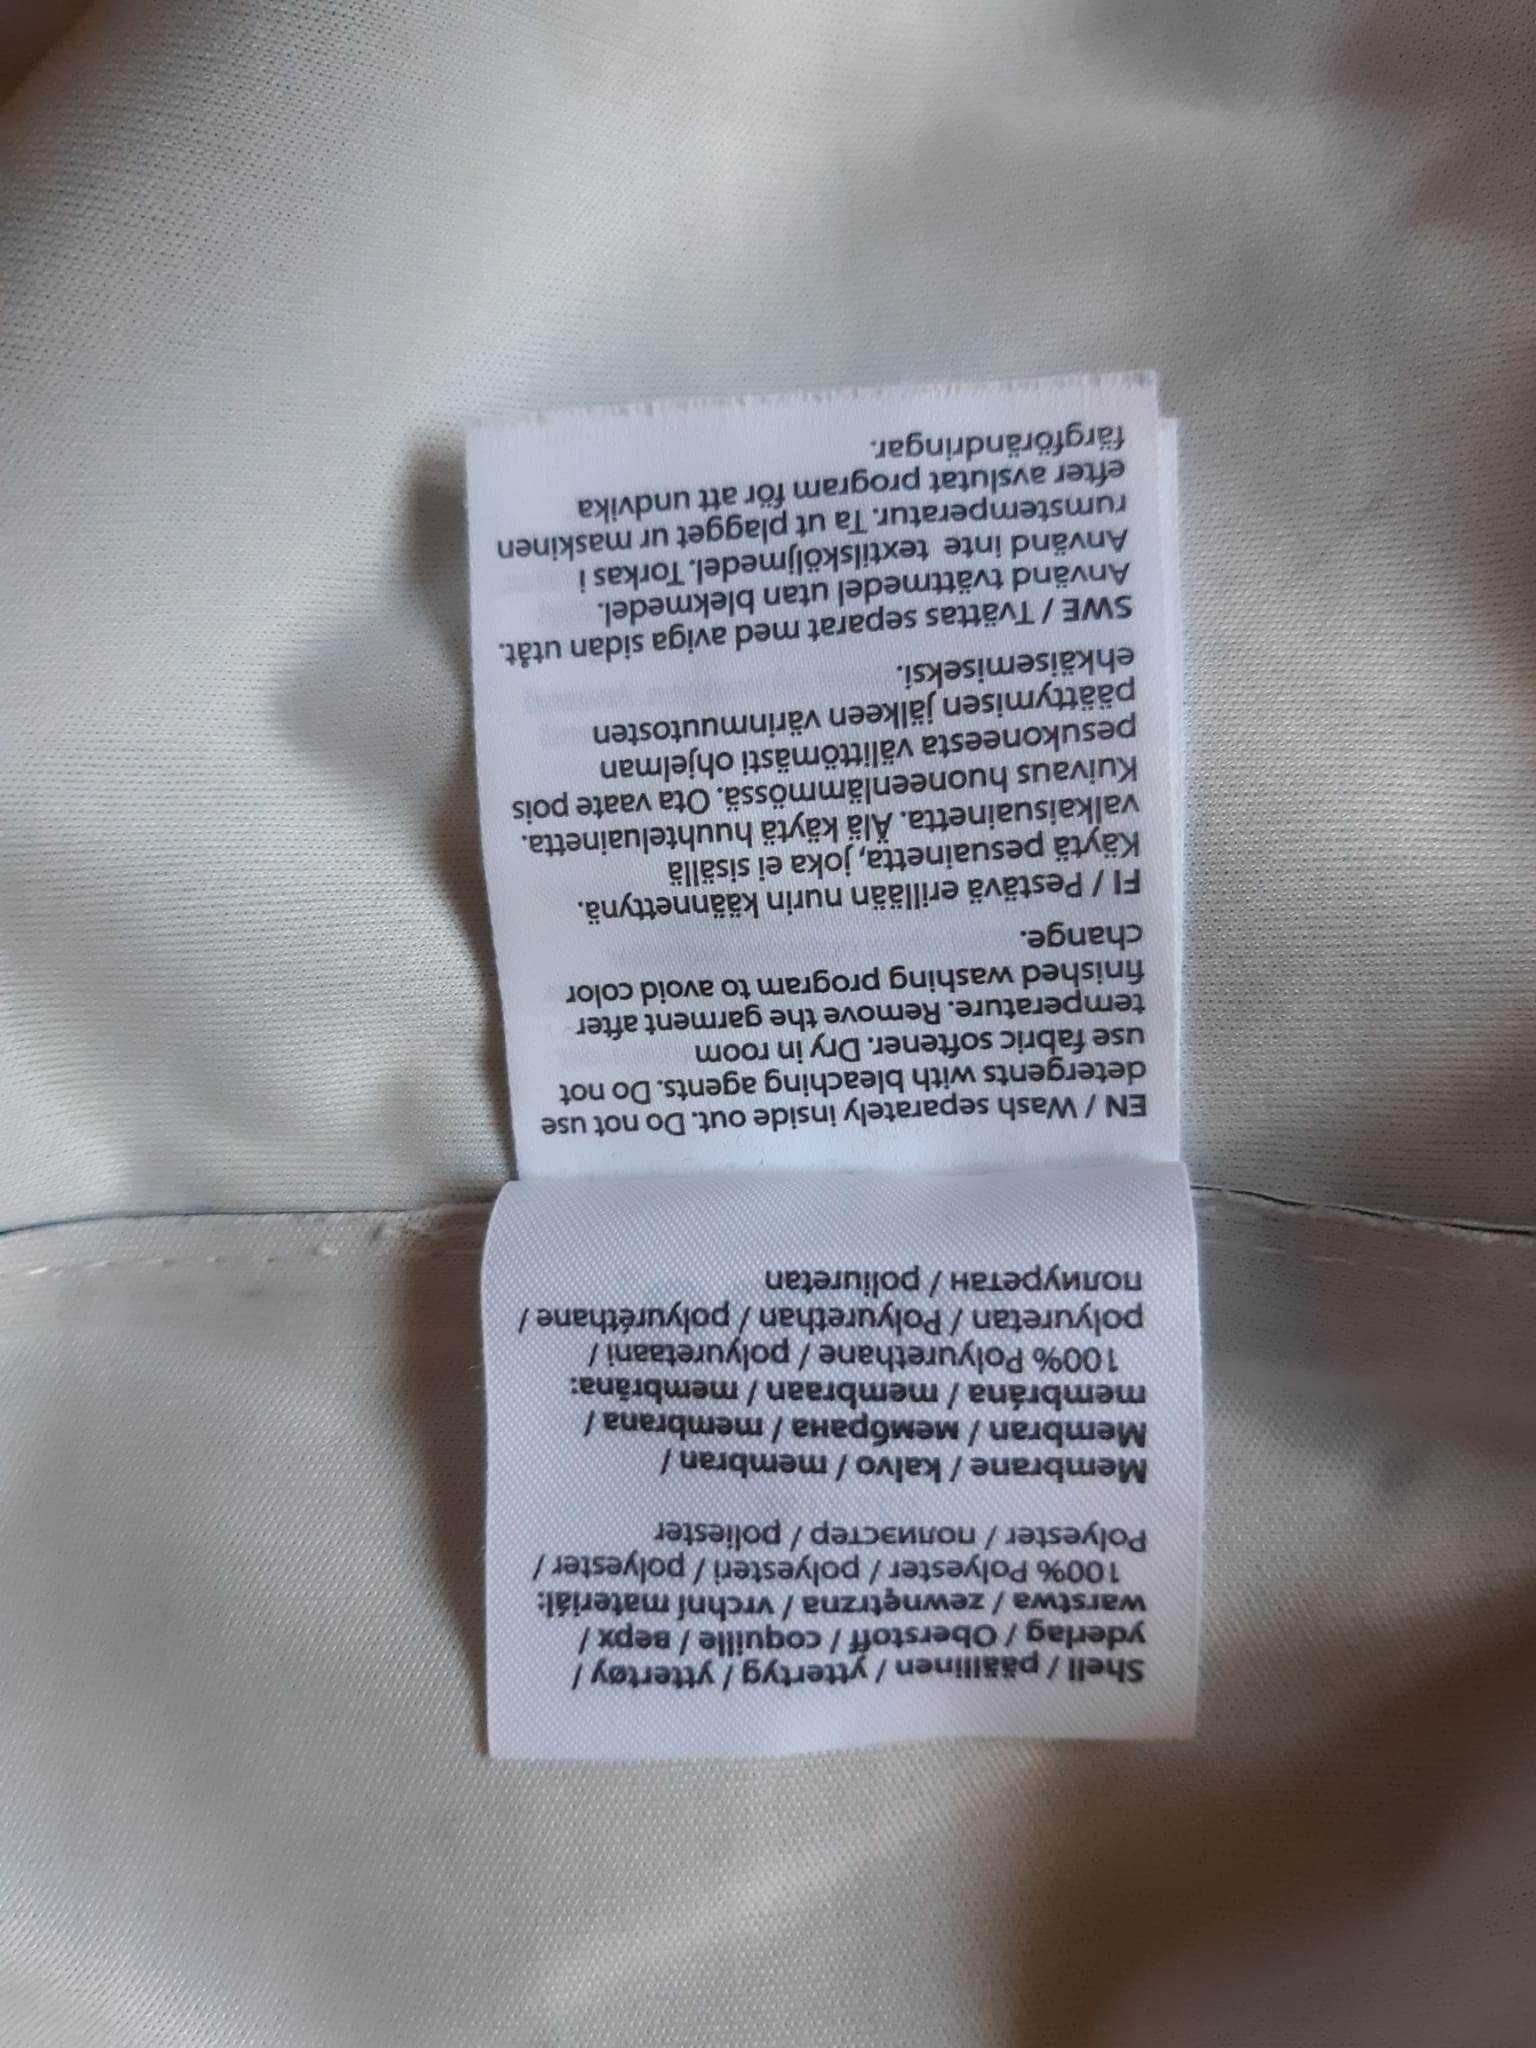 Shell / päällinen / yttertyg / yttertøy /
yderlag / Oberstoff / coquille / верх /
warstwa / zewnętrzna / vrchní materiál:
100% Polyester / polyesteri / polyester /
Polyester / полиэстер / poliester
Membrane / kalvo / membran /
Membran / мембрана / membrana /
membrána / membraan / membrāna:
100% Polyurethane / polyuretaani /
polyuretan / Polyurethan / polyuréthane /
полиуретан / poliuretan
EN / Wash separately inside out. Do not use
detergents with bleaching agents. Do not
use fabric softener. Dry in room
temperature. Remove the garment after
finished washing program to avoid color
change.
FI / Pestävä erillään nurin käännettynä.
Käytä pesuainetta, joka ei sisällä
valkaisuainetta. Älä käytä huuhteluainetta.
Kuivaus huoneenlämmössä. Ota vaate pois
pesukoneesta välittömästi ohjelman
päättymisen jälkeen värinmuutosten
ehkäisemiseksi.
SWE / Tvättas separat med aviga sidan utåt.
Använd tvättmedel utan blekmedel.
Använd inte textilsköljmedel. Torkas i
rumstemperatur. Ta ut plagget ur maskinen
efter avslutat program för att undvika
färgförändringar.